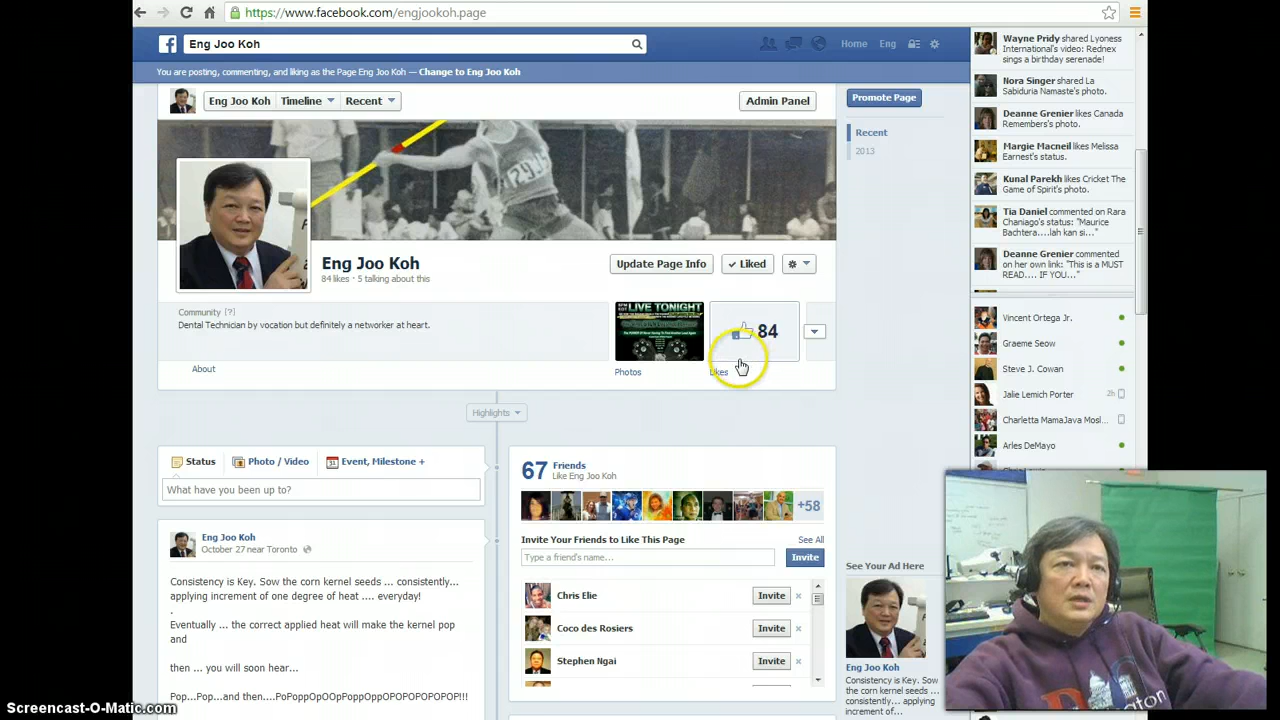 https://www.facebook.com/engjookoh.page
Eng Joo Koh
Home Eng
You are posting, commenting, and liking as the Page Eng Joo Koh — Change to Eng Joo Koh
Eng Joo Koh Timeline Recent
Admin Panel
Promote Page
Recent
2013
Eng Joo Koh
84 likes · 5 talking about this
Update Page Info
Liked
Community [?]
Dental Technician by vocation but definitely a networker at heart.
About
LIVE TONIGHT
84
Photos
Likes
Highlights
Status
Photo / Video
Event, Milestone +
What have you been up to?
Eng Joo Koh
October 27 near Toronto
Consistency is Key. Sow the corn kernel seeds ... consistently...
applying increment of one degree of heat .... everyday!
.
Eventually ... the correct applied heat will make the kernel pop
and
then ... you will soon hear...
67 Friends
Like Eng Joo Koh
+58
Invite Your Friends to Like This Page
See All
Type a friend's name...
Invite
Chris Elie
Invite
Coco des Rosiers
Invite
Stephen Ngai
Invite
See Your Ad Here
Eng Joo Koh
Consistency is Key. Sow
the corn kernel seeds ...
consistently...
applying increment of...
Wayne Pridy shared Lyoness
International's video: Rednex
sings a birthday serenade!
Nora Singer shared La
Sabiduria Namaste's photo.
Deanne Grenier likes Canada
Remembers's photo.
Margie Macneil likes Melissa
Earnest's status.
Kunal Parekh likes Cricket The
Game of Spirit's photo.
Tia Daniel commented on Rara
Chaniago's status: "Maurice
Bachtera....lah kan si..."
Deanne Grenier commented
on her own link: "This is a MUST
READ.... IF YOU..."
Vincent Ortega Jr.
Graeme Seow
Steve J. Cowan
Jalie Lemich Porter 2h
Charletta MamaJava Mosl...
Arles DeMayo
Screencast-O-Matic.com